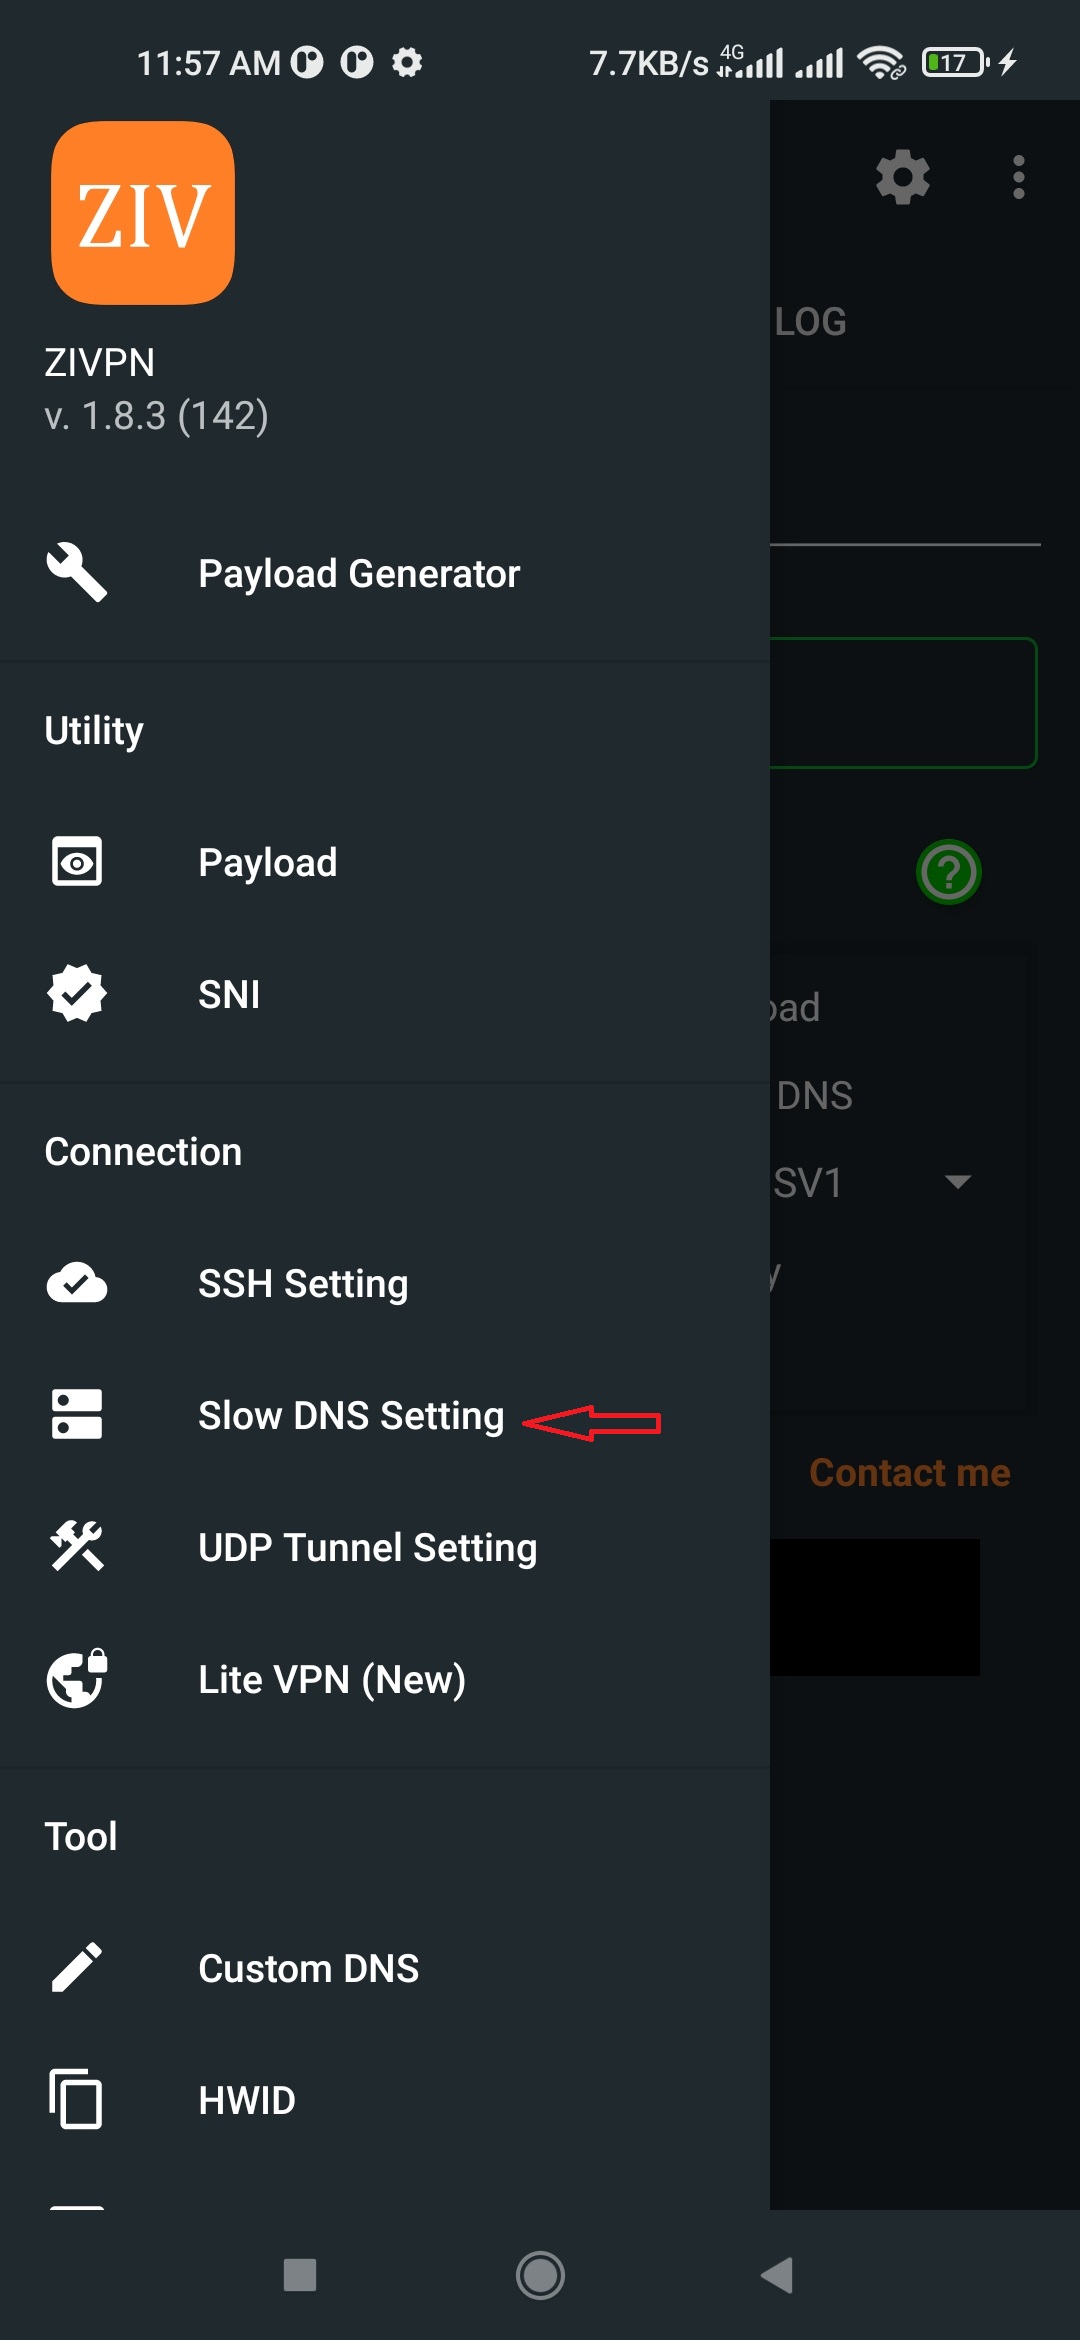 11:57 AM
7.7KB/s 4G 17
ZIV
LOG
ZIVPN
v. 1.8.3 (142)
Payload Generator
Utility
Payload
SNI
DNS
Connection
SV1
SSH Setting
Slow DNS Setting
Contact me
UDP Tunnel Setting
Lite VPN (New)
Tool
Custom DNS
HWID